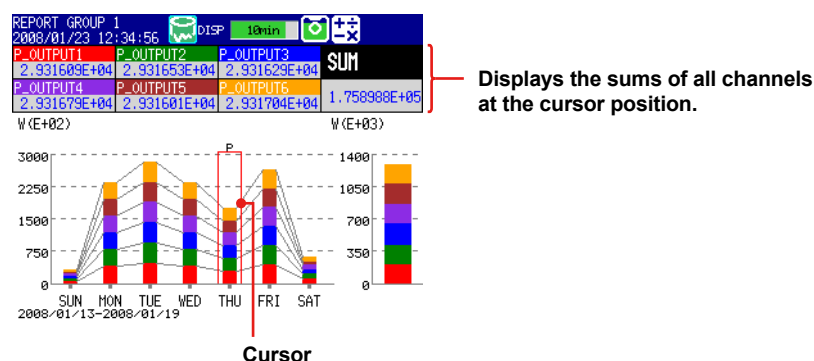 REPORT GROUP 1
2008/01/23 12:34:56
DISP
10min
P_OUTPUT1 P_OUTPUT2 P_OUTPUT3 SUM
2.931609E+04 2.931653E+04 2.931629E+04
P_OUTPUT4 P_OUTPUT5 P_OUTPUT6
2.931679E+04 2.931601E+04 2.931704E+04 1.758988E+05
Displays the sums of all channels
at the cursor position.
W(E+02) W(E+03)
P
3000 1400
2250 1050
1500 700
750 350
0 0
SUN MON TUE WED THU FRI SAT
2008/01/13-2008/01/19
Cursor